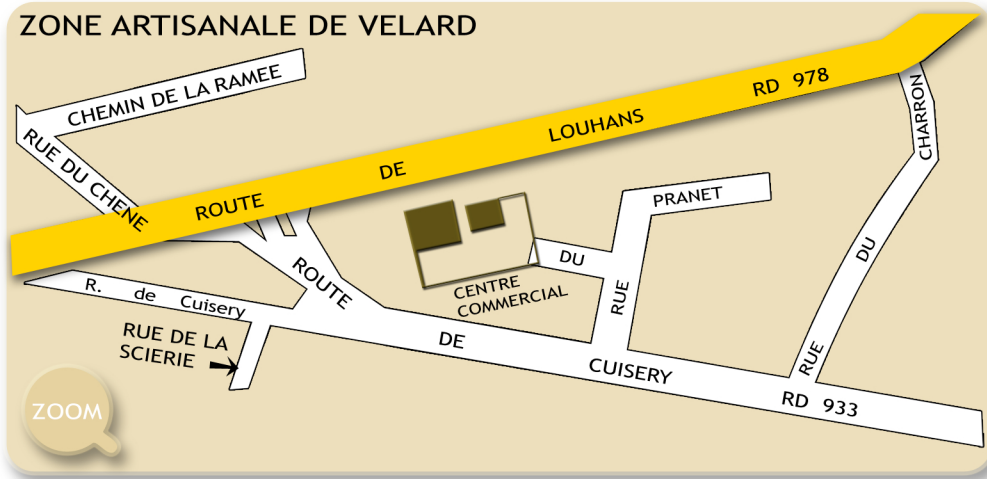 ZONE ARTISANALE DE VELARD
CHEMIN DE LA RAMEE
RUE DU CHENE
ROUTE DE LOUHANS RD 978
RUE DU CHARRON
RUE DU PRANET
CENTRE
COMMERCIAL
ROUTE DE CUISERY RD 933
R. de Cuisery
RUE DE LA
SCIERIE
ZOOM